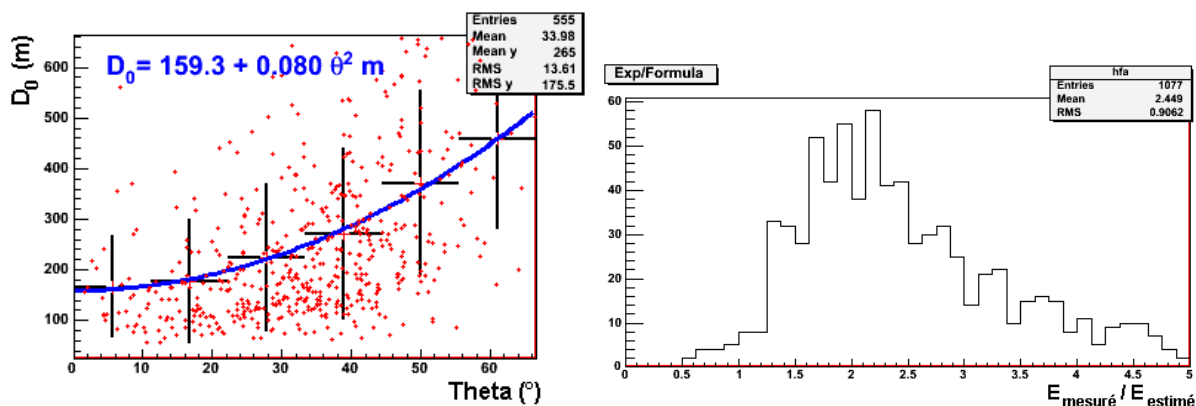 Entries 555
Mean 33.98
Mean y 265
RMS 13.61
RMS y 175.5
D₀= 159.3 + 0.080 θ² m
D₀ (m)
600
500
400
300
200
100
0 10 20 30 40 50 60
Theta (°)
Exp/Formula
hfa
Entries 1077
Mean 2.449
RMS 0.9062
60
50
40
30
20
10
0
0 0.5 1 1.5 2 2.5 3 3.5 4 4.5 5
E mesuré / E estimé